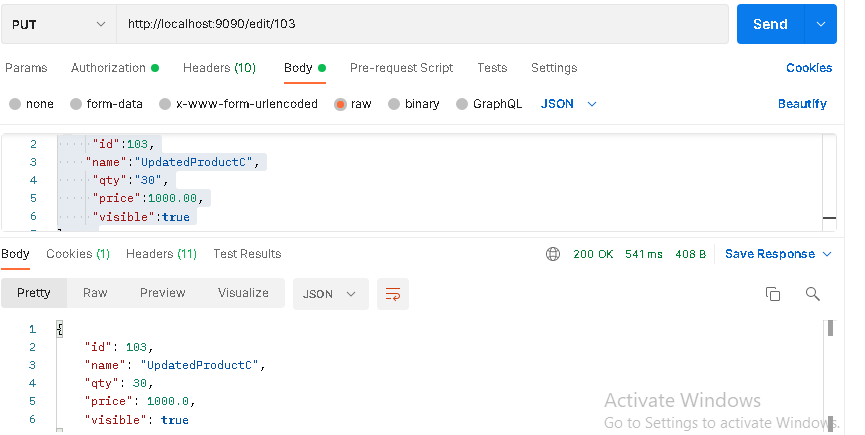 PUT http://localhost:9090/edit/103 Send
Params Authorization Headers (10) Body Pre-request Script Tests Settings Cookies
none form-data x-www-form-urlencoded raw binary GraphQL JSON Beautify
2 "id":103,
3 "name":"UpdatedProductC",
4 "qty":"30",
5 "price":1000.00,
6 "visible":true
Body Cookies (1) Headers (11) Test Results 200 OK 541 ms 408 B Save Response
Pretty Raw Preview Visualize JSON
1 {
2 "id": 103,
3 "name": "UpdatedProductC",
4 "qty": 30,
5 "price": 1000.0,
6 "visible": true
Activate Windows
Go to Settings to activate Windows.